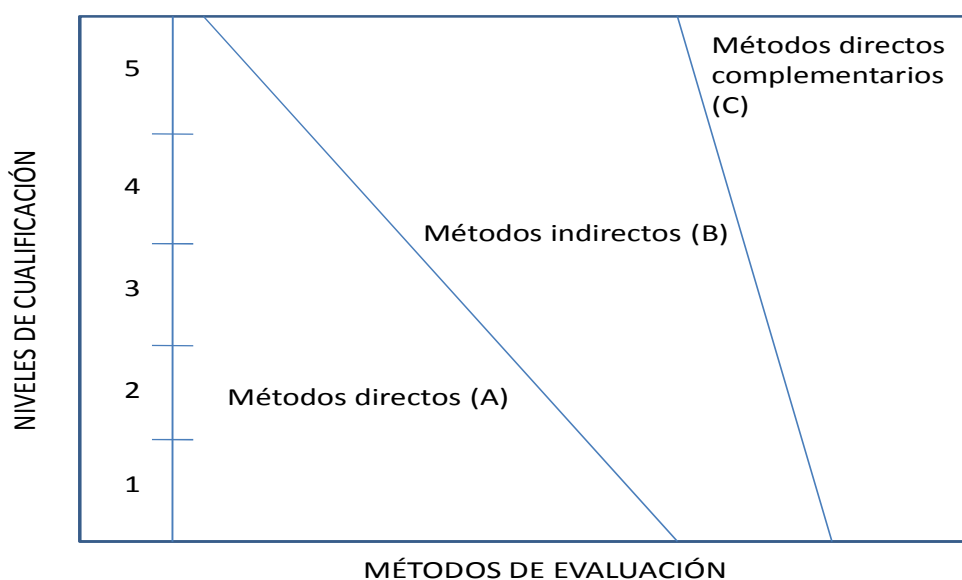 NIVELES DE CUALIFICACIÓN
5
4
3
2
1
Métodos directos (A)
Métodos indirectos (B)
Métodos directos
complementarios
(C)
MÉTODOS DE EVALUACIÓN